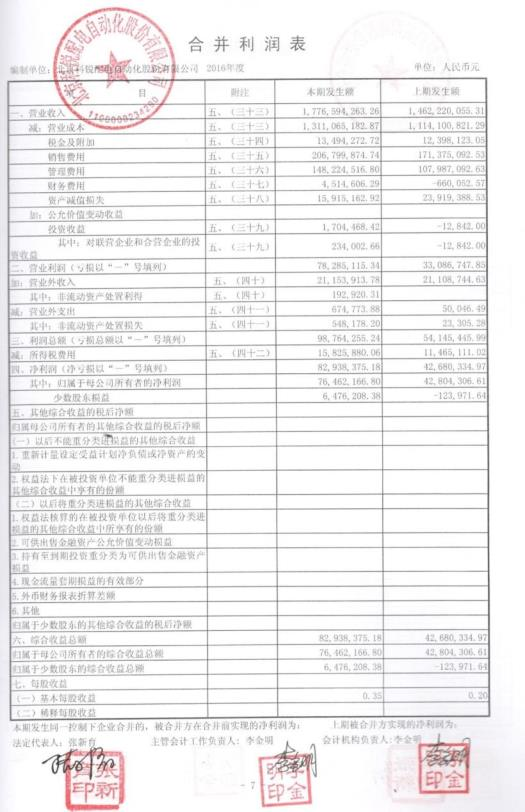 合并利润表
编制单位：北京科锐配电自动化股份有限公司 2016年度 单位：人民币元
项 目 附注 本期发生额 上期发生额
一、营业收入 五、（三十三） 1,776,594,263.26 1,462,220,055.31
减：营业成本 五、（三十三） 1,311,065,182.87 1,114,100,821.29
税金及附加 五、（三十四） 13,494,272.72 12,398,123.05
销售费用 五、（三十五） 206,799,874.74 171,375,092.53
管理费用 五、（三十六） 148,224,516.80 107,987,092.63
财务费用 五、（三十七） 4,514,606.29 -660,052.57
资产减值损失 五、（三十八） 15,915,162.92 23,919,388.53
加：公允价值变动收益
投资收益 五、（三十九） 1,704,468.42 -12,842.00
其中：对联营企业和合营企业的投资收益 五、（三十九） 234,002.66 -12,842.00
二、营业利润（亏损以“－”号填列） 78,285,115.34 33,086,747.85
加：营业外收入 五、（四十） 21,153,913.78 21,108,744.63
其中：非流动资产处置利得 五、（四十） 192,920.31
减：营业外支出 五、（四十一） 674,773.88 50,046.49
其中：非流动资产处置损失 五、（四十一） 548,178.20 23,305.28
三、利润总额（亏损总额以“－”号填列） 98,764,255.24 54,145,445.99
减：所得税费用 五、（四十二） 15,825,880.06 11,465,111.02
四、净利润（净亏损以“－”号填列） 82,938,375.18 42,680,334.97
其中：归属于母公司所有者的净利润 76,462,166.80 42,804,306.61
少数股东损益 6,476,208.38 -123,971.64
五、其他综合收益的税后净额
归属母公司所有者的其他综合收益的税后净额
（一）以后不能重分类进损益的其他综合收益
1.重新计量设定受益计划净负债或净资产的变动
2.权益法下在被投资单位不能重分类进损益的其他综合收益中享有的份额
（二）以后将重分类进损益的其他综合收益
1.权益法核算的在被投资单位以后将重分类进损益的其他综合收益中所享有的份额
2.可供出售金融资产公允价值变动损益
3.持有至到期投资重分类为可供出售金融资产损益
4.现金流量套期损益的有效部分
5.外币财务报表折算差额
6.其他
归属于少数股东的其他综合收益的税后净额
六、综合收益总额 82,938,375.18 42,680,334.97
归属于母公司所有者的综合收益总额 76,462,166.80 42,804,306.61
归属于少数股东的综合收益总额 6,476,208.38 -123,971.64
七、每股收益
（一）基本每股收益 0.35 0.20
（二）稀释每股收益
本期发生同一控制下企业合并的，被合并方在合并前实现的净利润为： 上期被合并方实现的净利润为：
法定代表人：张新育 主管会计工作负责人：李金明 会计机构负责人：李金明
- 7